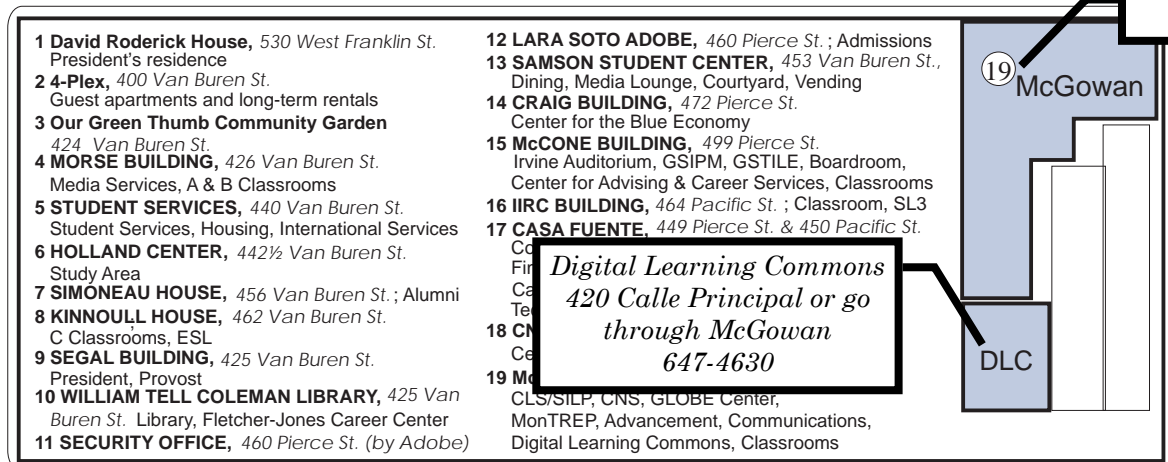 1 David Roderick House, 530 West Franklin St.
President's residence
2 4-Plex, 400 Van Buren St.
Guest apartments and long-term rentals
3 Our Green Thumb Community Garden
424 Van Buren St.
4 MORSE BUILDING, 426 Van Buren St.
Media Services, A & B Classrooms
5 STUDENT SERVICES, 440 Van Buren St.
Student Services, Housing, International Services
6 HOLLAND CENTER, 442½ Van Buren St.
Study Area
7 SIMONEAU HOUSE, 456 Van Buren St.; Alumni
8 KINNOULL HOUSE, 462 Van Buren St.
C Classrooms, ESL
9 SEGAL BUILDING, 425 Van Buren St.
President, Provost
10 WILLIAM TELL COLEMAN LIBRARY, 425 Van
Buren St. Library, Fletcher-Jones Career Center
11 SECURITY OFFICE, 460 Pierce St. (by Adobe)
12 LARA SOTO ADOBE, 460 Pierce St.; Admissions
13 SAMSON STUDENT CENTER, 453 Van Buren St.,
Dining, Media Lounge, Courtyard, Vending
14 CRAIG BUILDING, 472 Pierce St.
Center for the Blue Economy
15 McCONE BUILDING, 499 Pierce St.
Irvine Auditorium, GSIPM, GSTILE, Boardroom,
Center for Advising & Career Services, Classrooms
16 IIRC BUILDING, 464 Pacific St. ; Classroom, SL3
17 CASA FUENTE, 449 Pierce St. & 450 Pacific St.
18
19
CLS/SILP, CNS, GLOBE Center,
MonTREP, Advancement, Communications,
Digital Learning Commons, Classrooms
Digital Learning Commons
420 Calle Principal or go
through McGowan
647-4630
19
McGowan
DLC